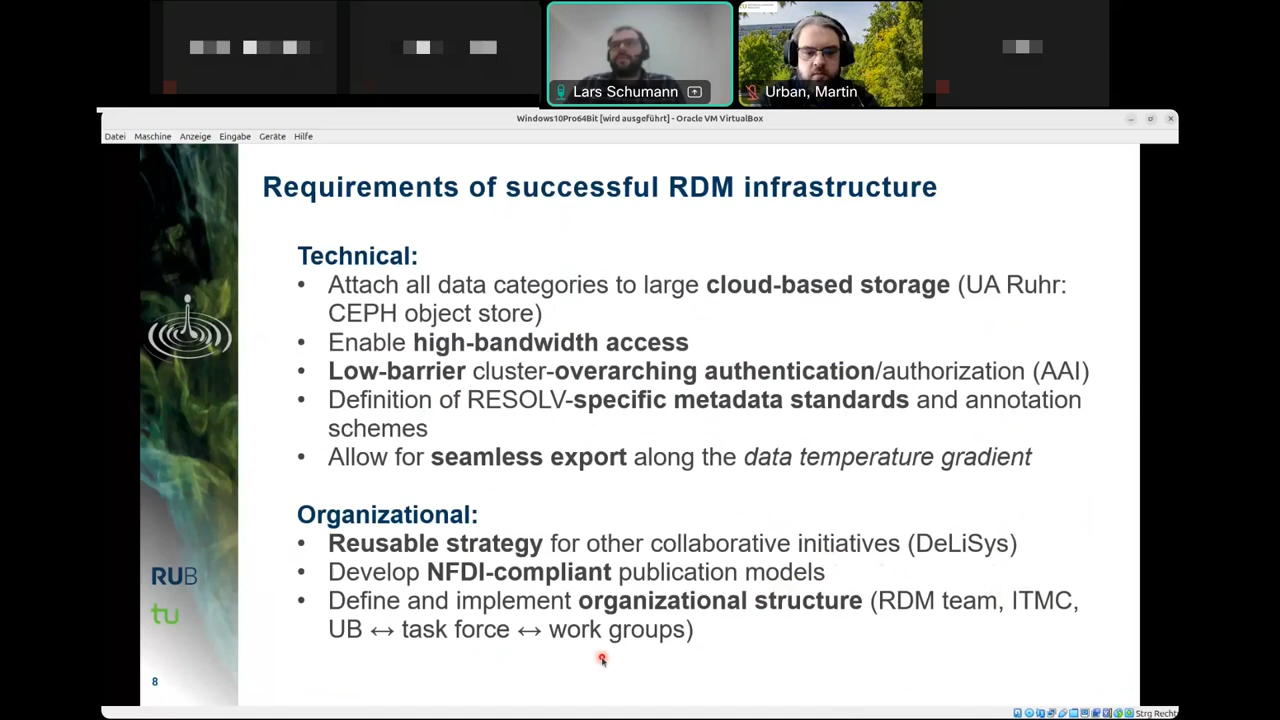 Lars Schumann
Urban, Martin
Windows10Pro64Bit [wird ausgeführt] - Oracle VM VirtualBox
Datei Maschine Anzeige Eingabe Geräte Hilfe
Requirements of successful RDM infrastructure
Technical:
• Attach all data categories to large cloud-based storage (UA Ruhr:
CEPH object store)
• Enable high-bandwidth access
• Low-barrier cluster-overarching authentication/authorization (AAI)
• Definition of RESOLV-specific metadata standards and annotation
schemes
• Allow for seamless export along the data temperature gradient
Organizational:
• Reusable strategy for other collaborative initiatives (DeLiSys)
• Develop NFDI-compliant publication models
• Define and implement organizational structure (RDM team, ITMC,
UB ↔ task force ↔ work groups)
RUB
tu
8
Strg Recht